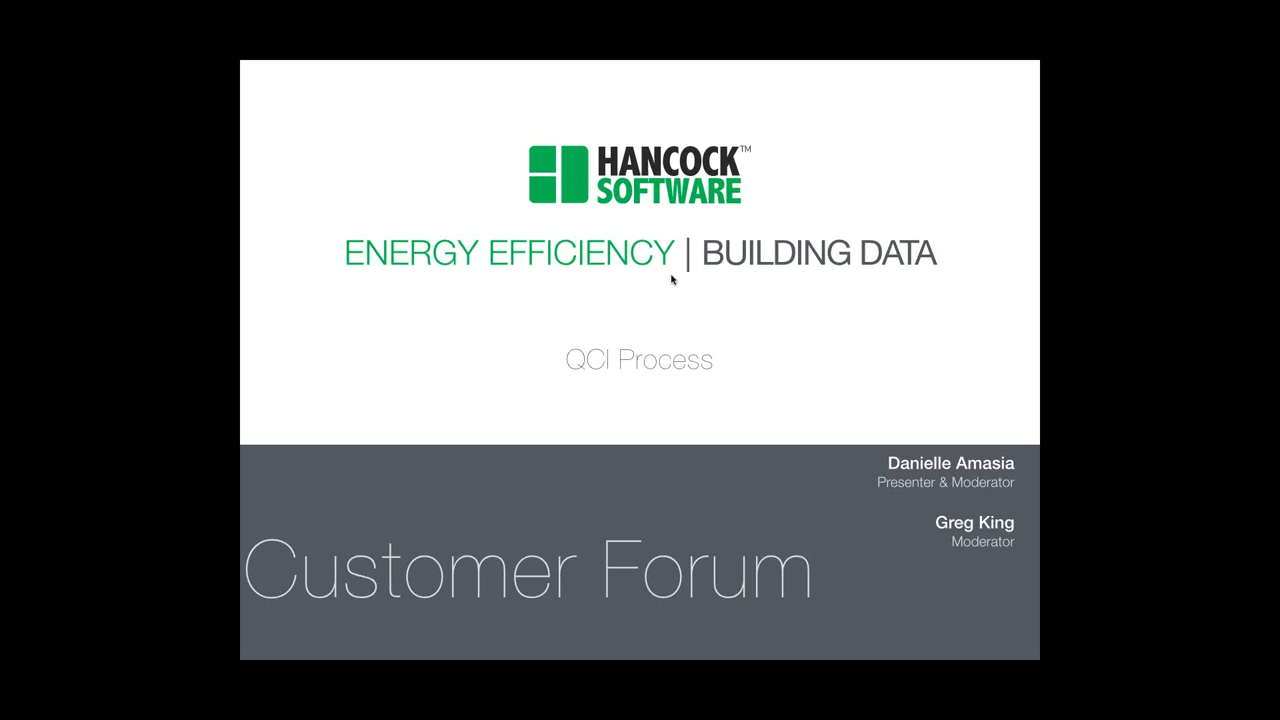 HANCOCK™
SOFTWARE
ENERGY EFFICIENCY | BUILDING DATA
QCI Process
Danielle Amasia
Presenter & Moderator
Greg King
Moderator
Customer Forum